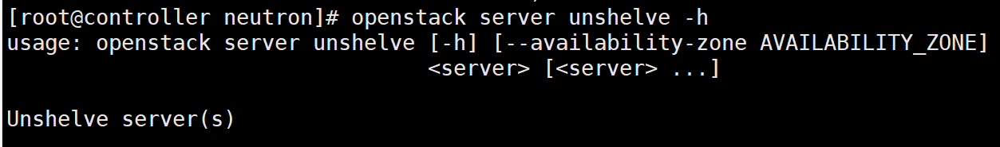 [root@controller neutron]# openstack server unshelve -h
usage: openstack server unshelve [-h] [--availability-zone AVAILABILITY_ZONE]
<server> [<server> ...]
Unshelve server(s)